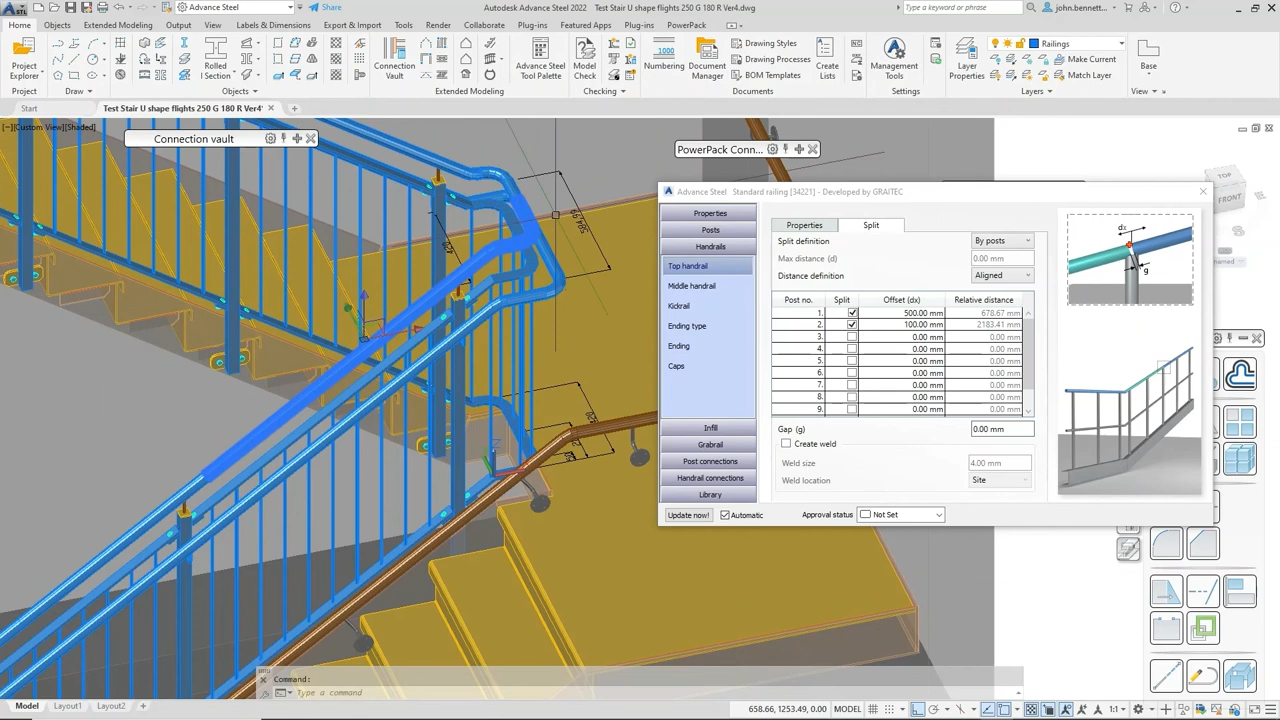 STL
Advance Steel
Share
Autodesk Advance Steel 2022
Test Stair U shape flights 250 G 180 R Ver4.dwg
Type a keyword or phrase
john.bennett...
Home
Objects
Extended Modeling
Output
View
Labels & Dimensions
Export & Import
Tools
Render
Collaborate
Plug-ins
Featured Apps
Plug-ins
PowerPack
Project
Explorer
Rolled
I Section
Connection
Vault
Advance Steel
Tool Palette
Model
Check
1000
Numbering
Document
Manager
Drawing Styles
Drawing Processes
BOM Templates
Create
Lists
Management
Tools
Layer
Properties
Railings
Make Current
Match Layer
Base
Project
Draw
Objects
Extended Modeling
Checking
Documents
Settings
Layers
View
Start
Test Stair U shape flights 250 G 180 R Ver4*
[−][Custom View][Shaded]
Connection vault
PowerPack Conn...
TOP
FRONT
Advance Steel Standard railing [34221] - Developed by GRAITEC
Properties
Posts
Handrails
Top handrail
Middle handrail
Kickrail
Ending type
Ending
Caps
Infill
Grabrail
Post connections
Handrail connections
Library
Properties
Split
Split definition
By posts
Max distance (d)
0.00 mm
Distance definition
Aligned
Post no.
Split
Offset (dx)
Relative distance
1.
500.00 mm
678.67 mm
2.
100.00 mm
2183.41 mm
3.
0.00 mm
0.00 mm
4.
0.00 mm
0.00 mm
5.
0.00 mm
0.00 mm
6.
0.00 mm
0.00 mm
7.
0.00 mm
0.00 mm
8.
0.00 mm
0.00 mm
9.
0.00 mm
0.00 mm
Gap (g)
0.00 mm
Create weld
Weld size
4.00 mm
Weld location
Site
Update now!
Automatic
Approval status
Not Set
dx
g
named
Command:
Type a command
Model
Layout1
Layout2
658.66, 1253.49, 0.00
MODEL
1:1